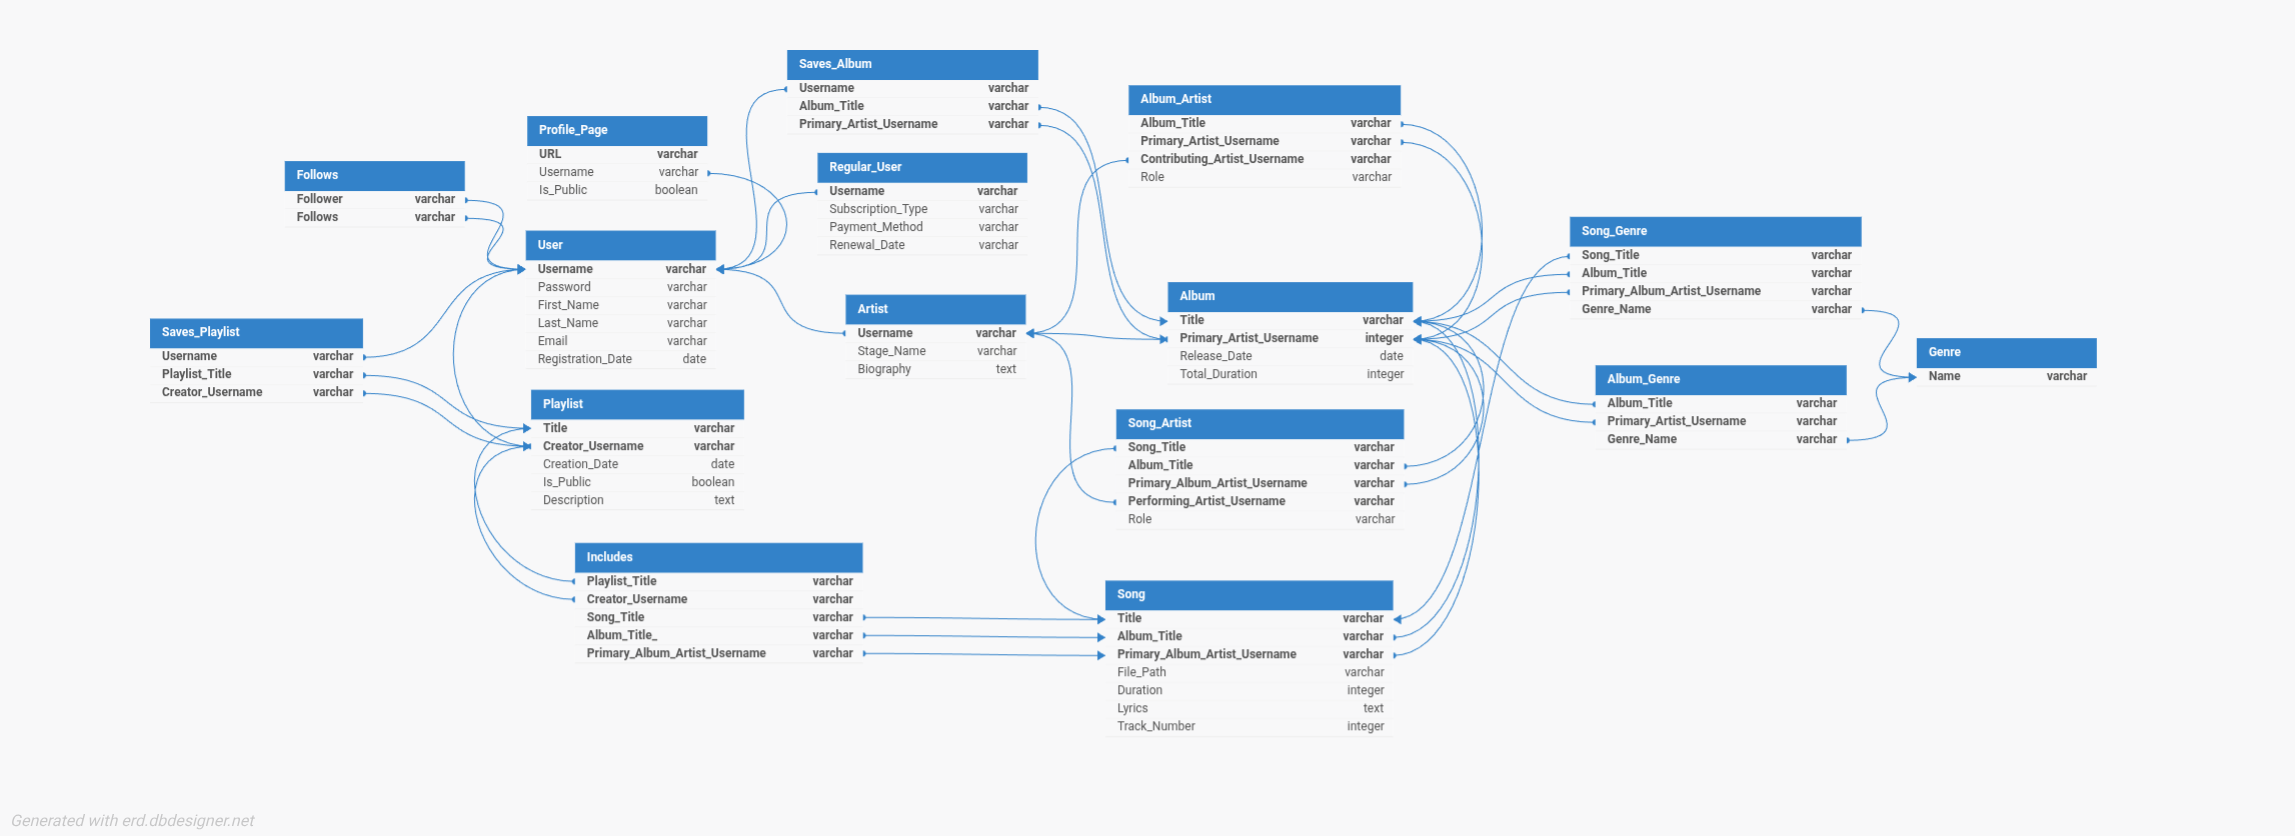 Saves_Album
Username varchar
Album_Title varchar
Primary_Artist_Username varchar
Album_Artist
Album_Title varchar
Primary_Artist_Username varchar
Contributing_Artist_Username varchar
Role varchar
Profile_Page
URL varchar
Username varchar
Is_Public boolean
Regular_User
Username varchar
Subscription_Type varchar
Payment_Method varchar
Renewal_Date varchar
Follows
Follower varchar
Follows varchar
User
Username varchar
Password varchar
First_Name varchar
Last_Name varchar
Email varchar
Registration_Date date
Song_Genre
Song_Title varchar
Album_Title varchar
Primary_Album_Artist_Username varchar
Genre_Name varchar
Artist
Username varchar
Stage_Name varchar
Biography text
Album
Title varchar
Primary_Artist_Username integer
Release_Date date
Total_Duration integer
Saves_Playlist
Username varchar
Playlist_Title varchar
Creator_Username varchar
Genre
Name varchar
Album_Genre
Album_Title varchar
Primary_Artist_Username varchar
Genre_Name varchar
Playlist
Title varchar
Creator_Username varchar
Creation_Date date
Is_Public boolean
Description text
Song_Artist
Song_Title varchar
Album_Title varchar
Primary_Album_Artist_Username varchar
Performing_Artist_Username varchar
Role varchar
Includes
Playlist_Title varchar
Creator_Username varchar
Song_Title varchar
Album_Title_ varchar
Primary_Album_Artist_Username varchar
Song
Title varchar
Album_Title varchar
Primary_Album_Artist_Username varchar
File_Path varchar
Duration integer
Lyrics text
Track_Number integer
Generated with erd.dbdesigner.net